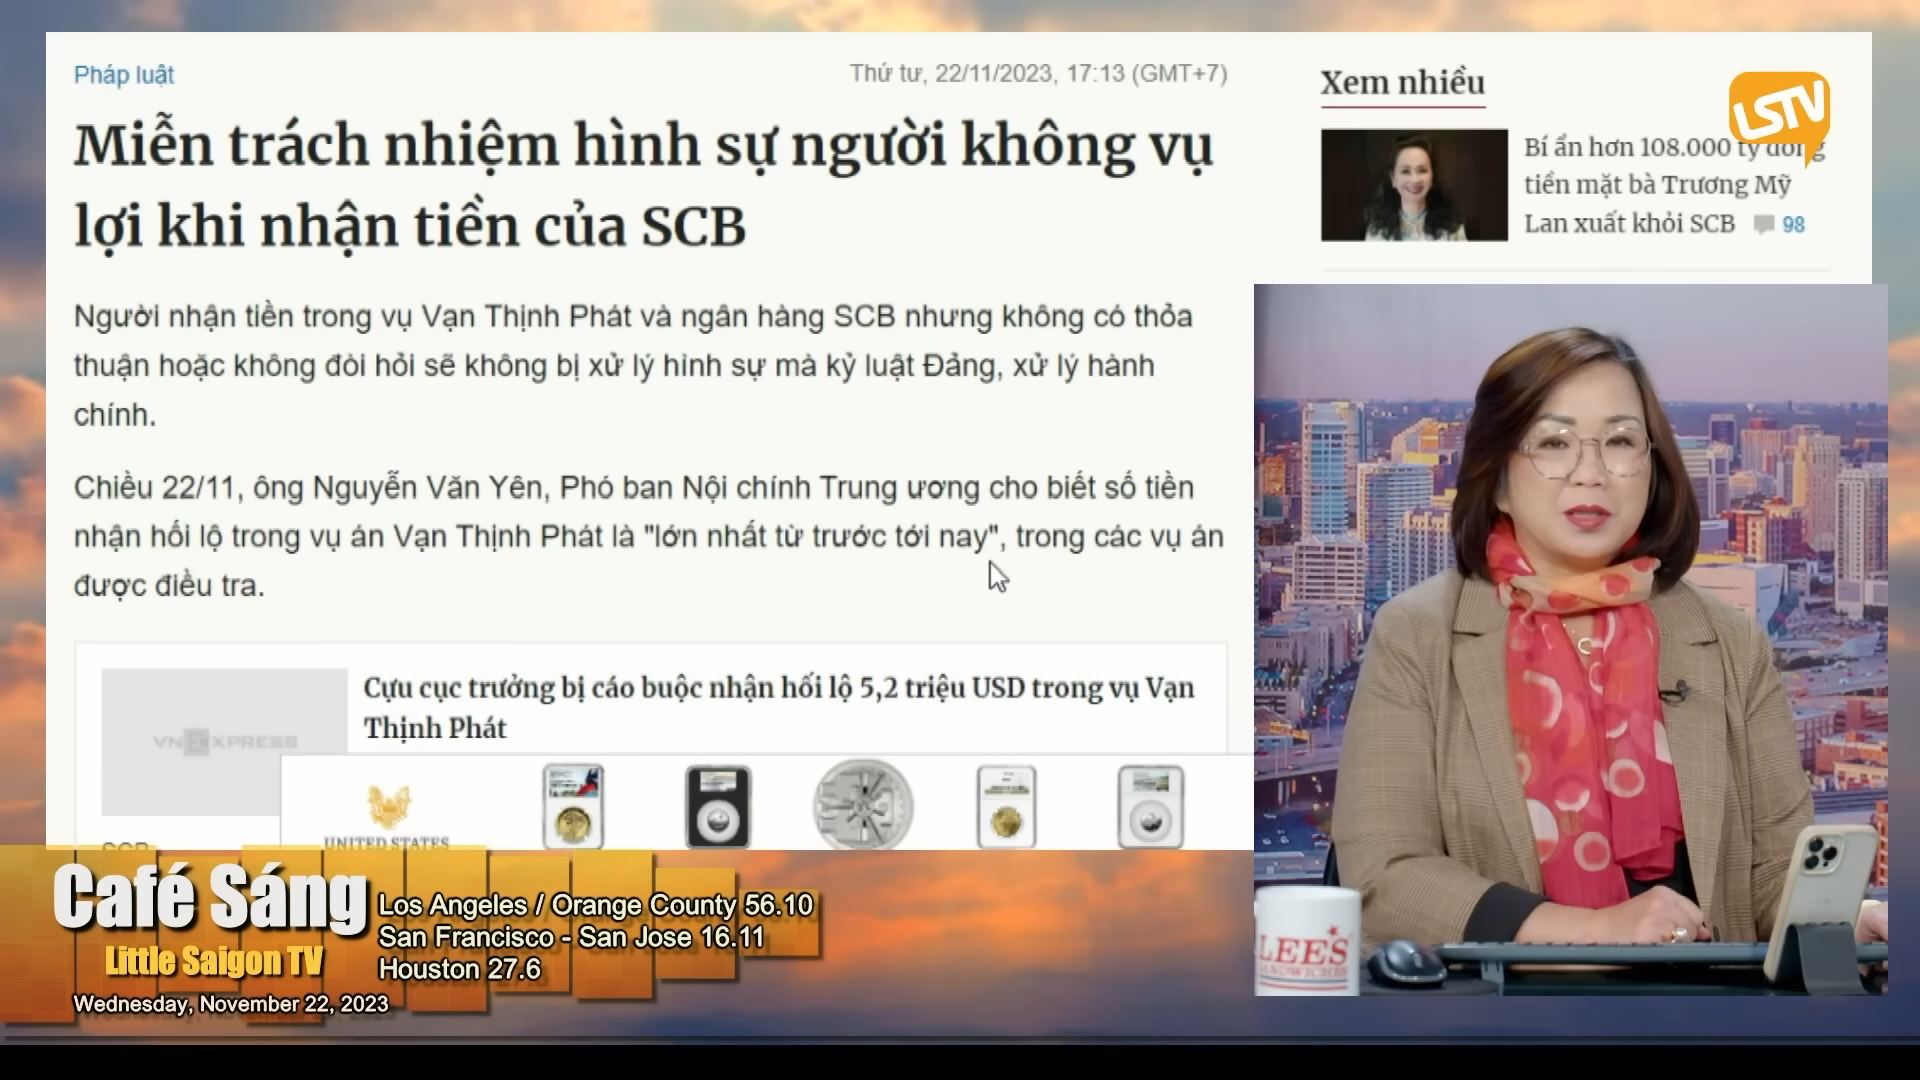 Pháp luật
Thứ tư, 22/11/2023, 17:13 (GMT+7)
Miễn trách nhiệm hình sự người không vụ
lợi khi nhận tiền của SCB
Người nhận tiền trong vụ Vạn Thịnh Phát và ngân hàng SCB nhưng không có thỏa
thuận hoặc không đòi hỏi sẽ không bị xử lý hình sự mà kỷ luật Đảng, xử lý hành
chính.
Chiều 22/11, ông Nguyễn Văn Yên, Phó ban Nội chính Trung ương cho biết số tiền
nhận hối lộ trong vụ án Vạn Thịnh Phát là "lớn nhất từ trước tới nay", trong các vụ án
được điều tra.
VNEXPRESS
Cựu cục trưởng bị cáo buộc nhận hối lộ 5,2 triệu USD trong vụ Vạn
Thịnh Phát
UNITED STATES
Xem nhiều
LSTV
Bí ẩn hơn 108.000 tỷ đồng
tiền mặt bà Trương Mỹ
Lan xuất khỏi SCB 98
LEE'S
SANDWICHES
Café Sáng
Little Saigon TV
Wednesday, November 22, 2023
Los Angeles / Orange County 56.10
San Francisco - San Jose 16.11
Houston 27.6